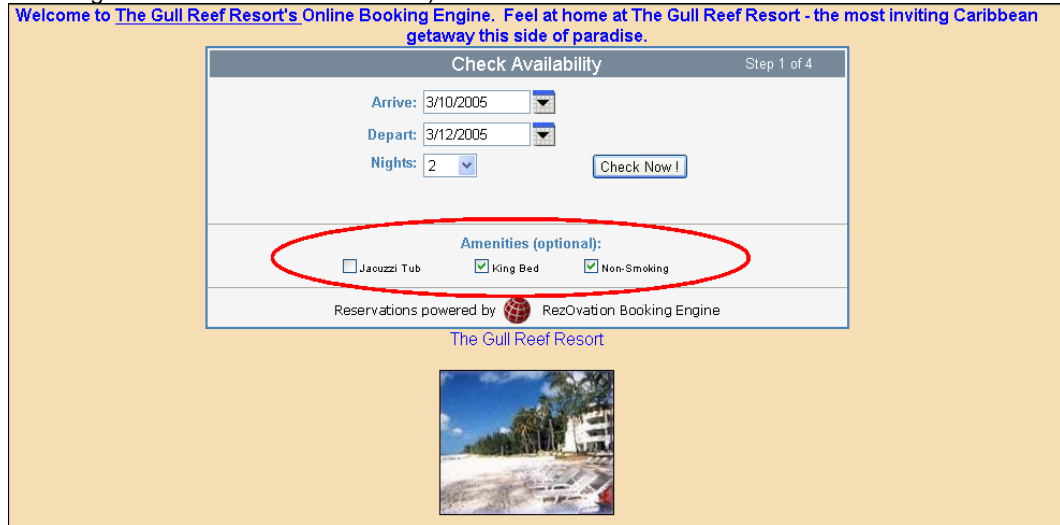 Welcome to The Gull Reef Resort's Online Booking Engine. Feel at home at The Gull Reef Resort - the most inviting Caribbean
getaway this side of paradise.
Check Availability Step 1 of 4
Arrive: 3/10/2005
Depart: 3/12/2005
Nights: 2 Check Now !
Amenities (optional):
Jacuzzi Tub King Bed Non-Smoking
Reservations powered by RezOvation Booking Engine
The Gull Reef Resort